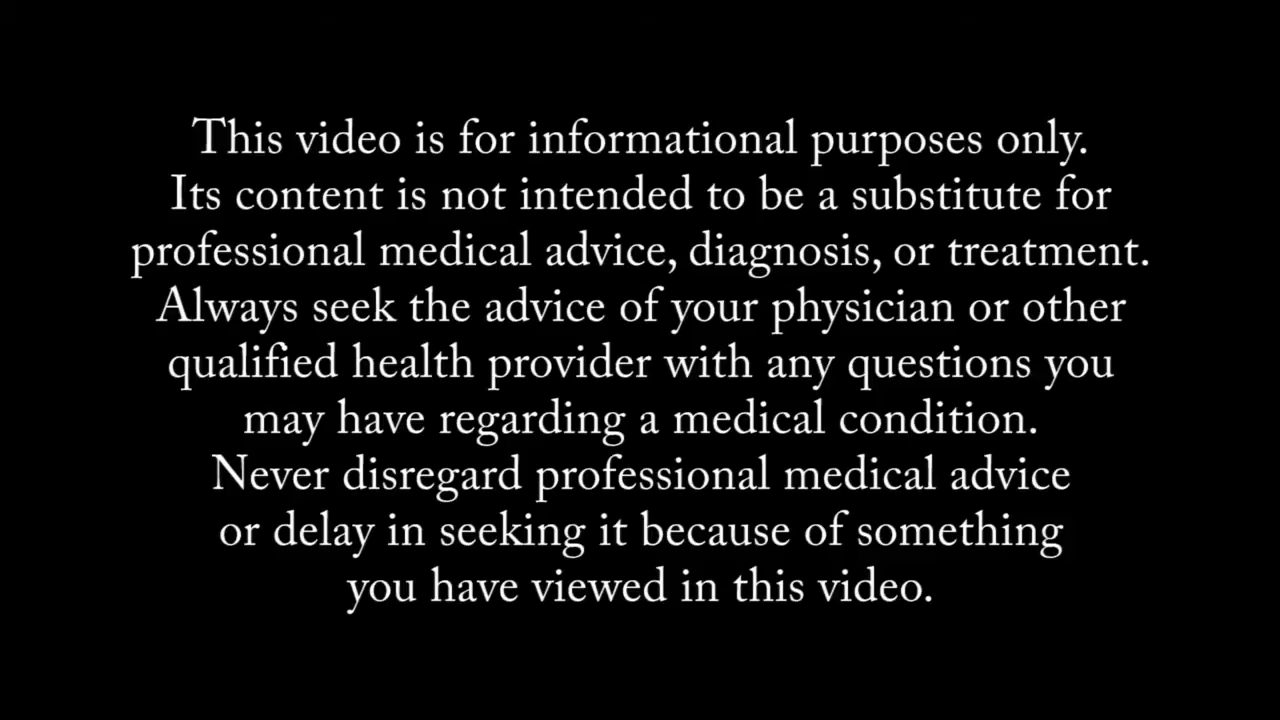 This video is for informational purposes only.
Its content is not intended to be a substitute for
professional medical advice, diagnosis, or treatment.
Always seek the advice of your physician or other
qualified health provider with any questions you
may have regarding a medical condition.
Never disregard professional medical advice
or delay in seeking it because of something
you have viewed in this video.